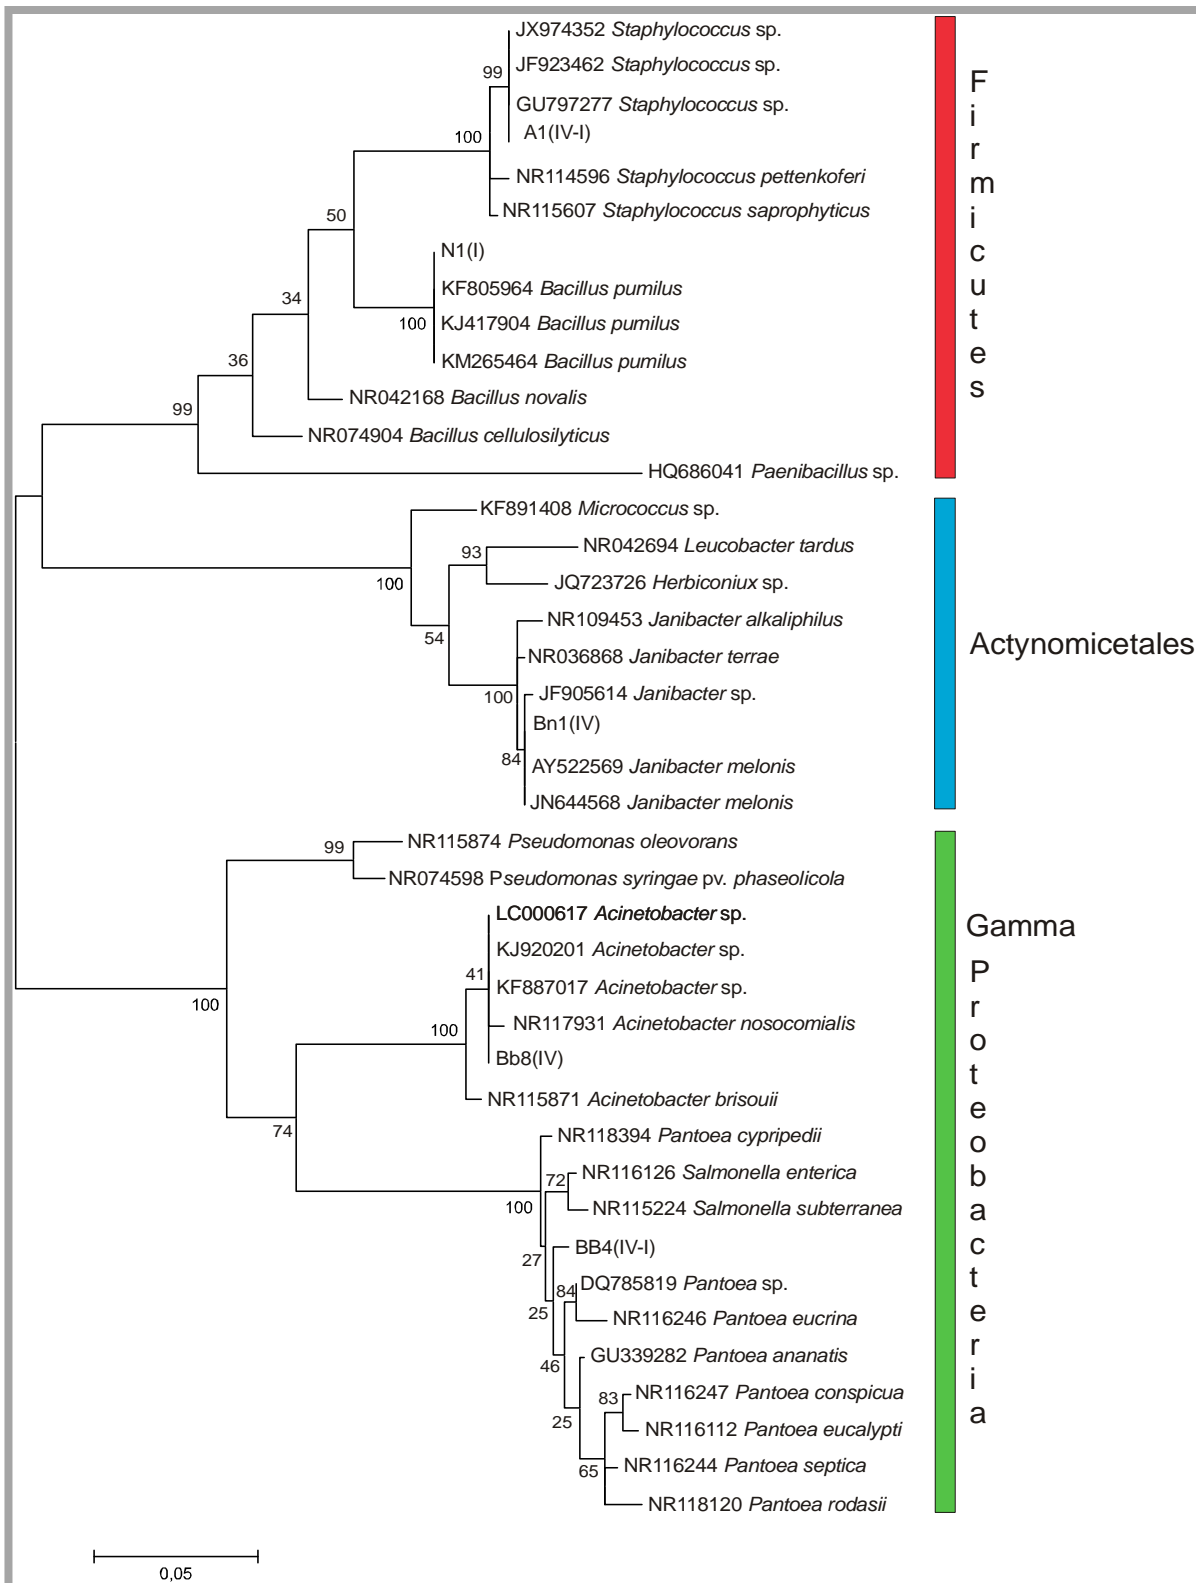 JX974352 Staphylococcus sp.
JF923462 Staphylococcus sp.
99
GU797277 Staphylococcus sp.
A1(IV-I)
100
NR114596 Staphylococcus pettenkoferi
NR115607 Staphylococcus saprophyticus
50
N1(I)
KF805964 Bacillus pumilus
34
KJ417904 Bacillus pumilus
100
KM265464 Bacillus pumilus
36
NR042168 Bacillus novalis
99
NR074904 Bacillus cellulosilyticus
HQ686041 Paenibacillus sp.
Firmicutes
KF891408 Micrococcus sp.
NR042694 Leucobacter tardus
93
JQ723726 Herbiconiux sp.
100
NR109453 Janibacter alkaliphilus
54
NR036868 Janibacter terrae
JF905614 Janibacter sp.
100
Bn1(IV)
84
AY522569 Janibacter melonis
JN644568 Janibacter melonis
Actynomicetales
NR115874 Pseudomonas oleovorans
99
NR074598 Pseudomonas syringae pv. phaseolicola
LC000617 Acinetobacter sp.
KJ920201 Acinetobacter sp.
41
KF887017 Acinetobacter sp.
100
NR117931 Acinetobacter nosocomialis
100
Bb8(IV)
NR115871 Acinetobacter brisouii
74
NR118394 Pantoea cypripedii
NR116126 Salmonella enterica
72
100
NR115224 Salmonella subterranea
BB4(IV-I)
27
DQ785819 Pantoea sp.
84
25
NR116246 Pantoea eucrina
GU339282 Pantoea ananatis
46
NR116247 Pantoea conspicua
83
25
NR116112 Pantoea eucalypti
NR116244 Pantoea septica
65
NR118120 Pantoea rodasii
Gamma
Proteobacteria
0,05